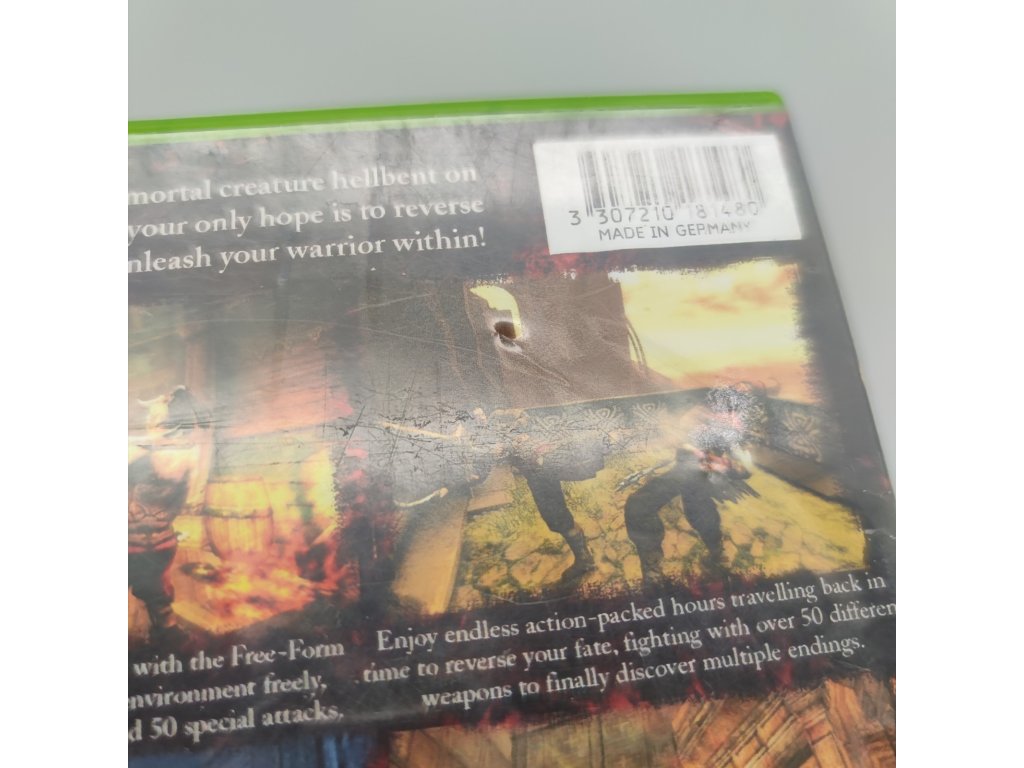 mortal creature hellbent on
your only hope is to reverse
nleash your warrior within!
3 307210 181480
MADE IN GERMANY
with the Free-Form
nvironment freely,
d 50 special attacks,
Enjoy endless action-packed hours travelling back in
time to reverse your fate, fighting with over 50 differen
weapons to finally discover multiple endings.